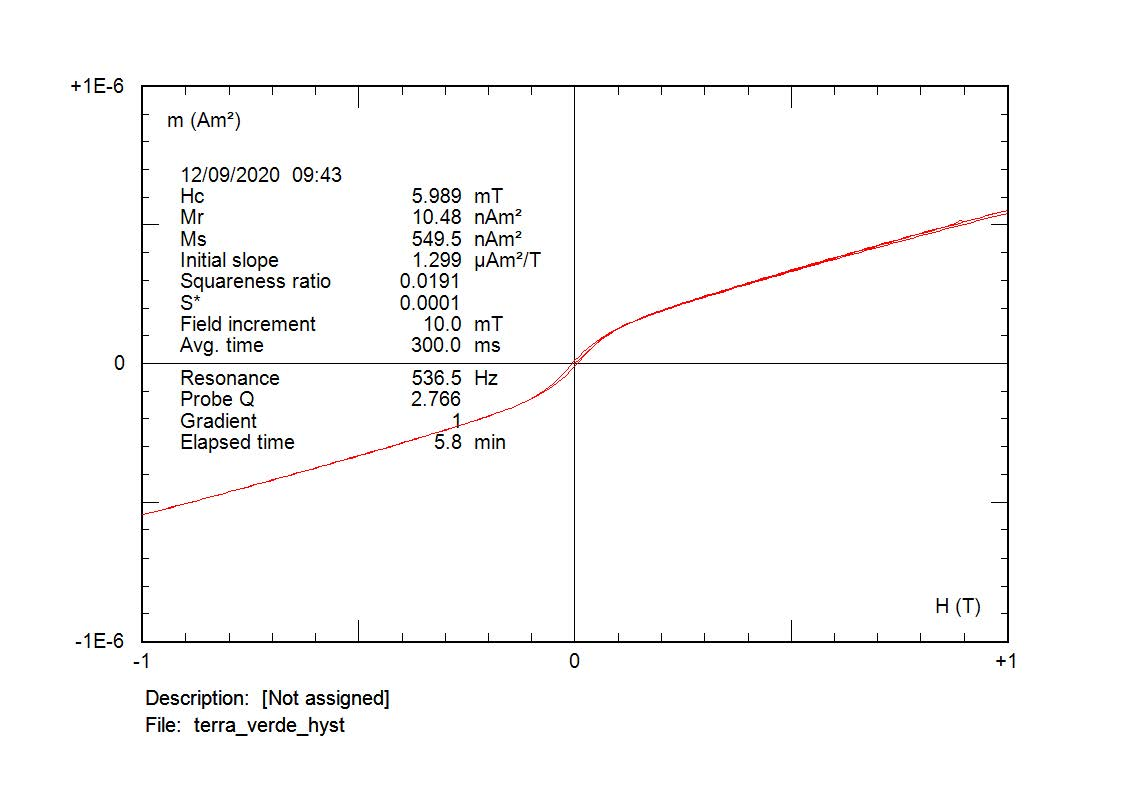 +1E-6
m (Am²)
12/09/2020 09:43
Hc 5.989 mT
Mr 10.48 nAm²
Ms 549.5 nAm²
Initial slope 1.299 µAm²/T
Squareness ratio 0.0191
S* 0.0001
Field increment 10.0 mT
Avg. time 300.0 ms
0
Resonance 536.5 Hz
Probe Q 2.766
Gradient 1
Elapsed time 5.8 min
H (T)
-1E-6
-1 0 +1
Description: [Not assigned]
File: terra_verde_hyst